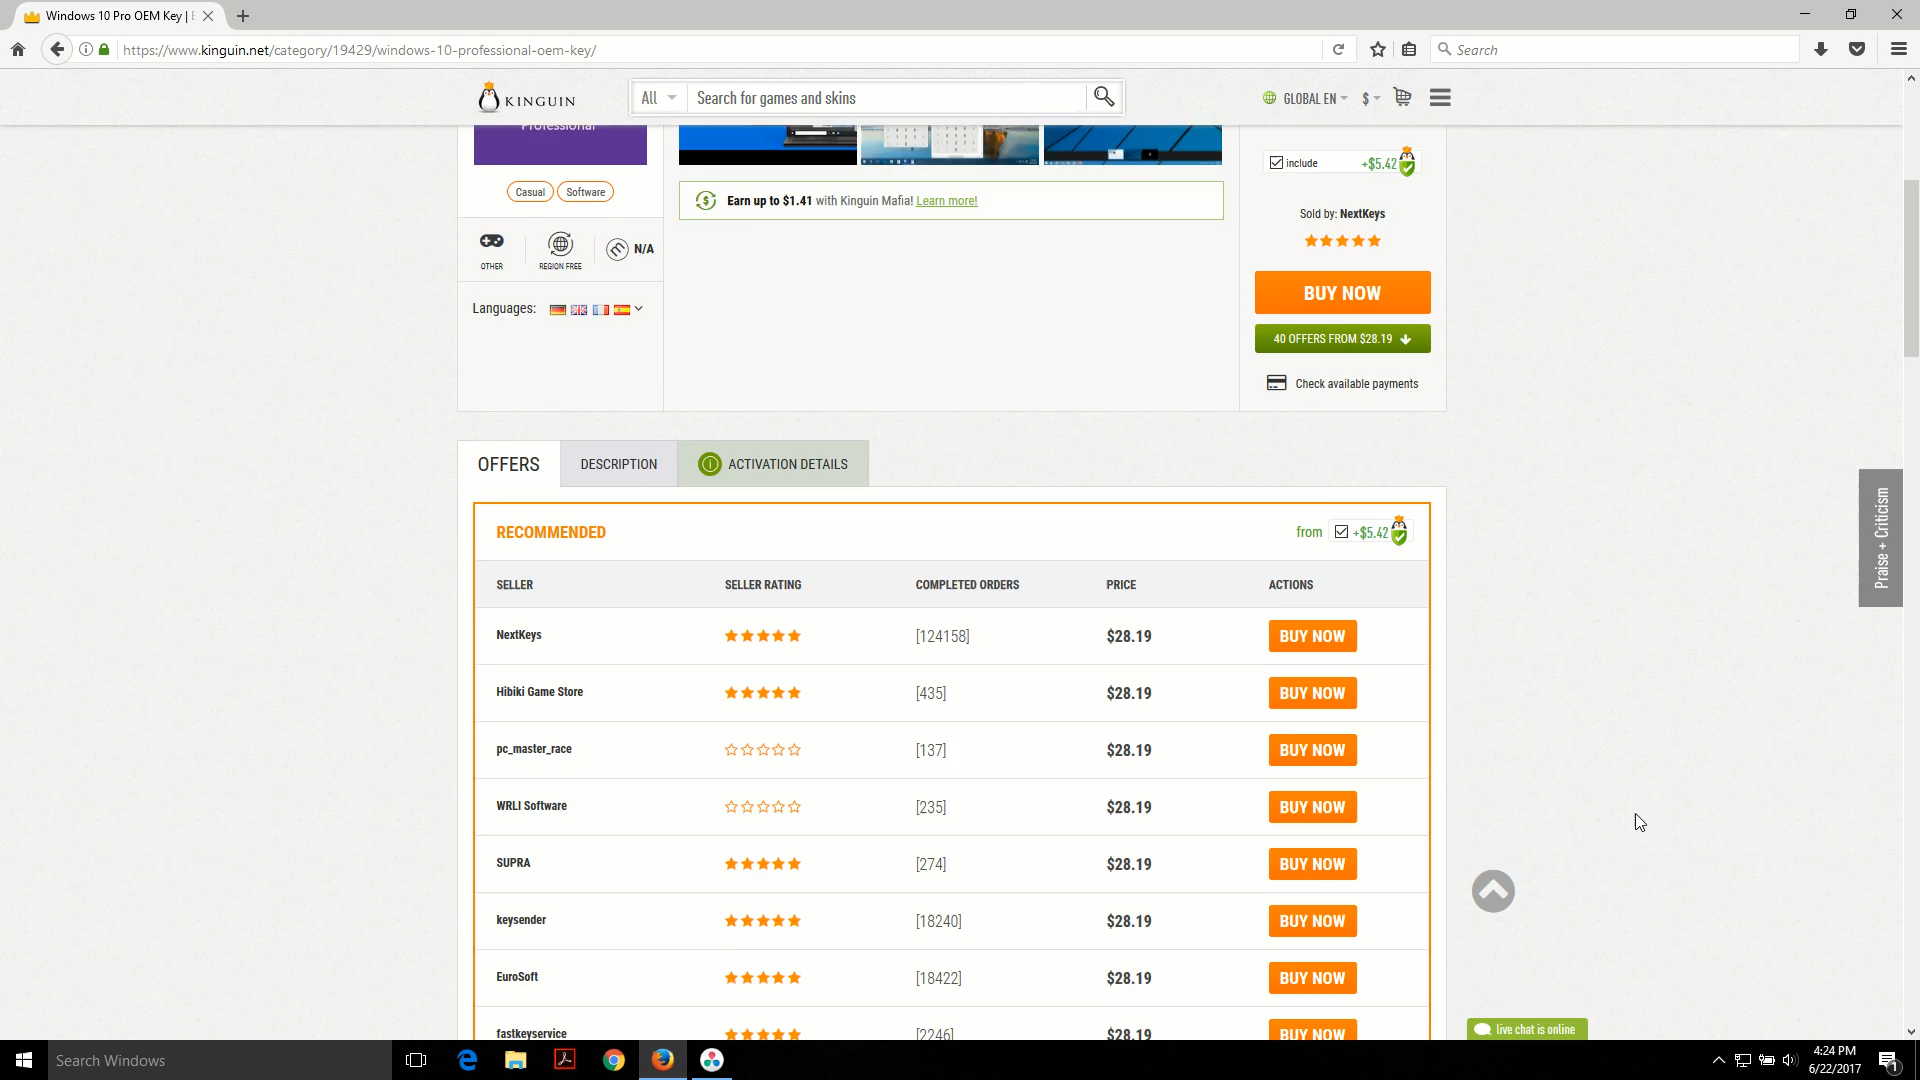 Windows 10 Pro OEM Key |
https://www.kinguin.net/category/19429/windows-10-professional-oem-key/
Search
KINGUIN
All
Search for games and skins
GLOBAL EN
$
Professional
Casual
Software
OTHER
REGION FREE
N/A
Languages:
$ Earn up to $1.41 with Kinguin Mafia! Learn more!
include +$5.42
Sold by: NextKeys
BUY NOW
40 OFFERS FROM $28.19
Check available payments
OFFERS
DESCRIPTION
ACTIVATION DETAILS
Praise + Criticism
RECOMMENDED
from +$5.42
SELLER SELLER RATING COMPLETED ORDERS PRICE ACTIONS
NextKeys [124158] $28.19 BUY NOW
Hibiki Game Store [435] $28.19 BUY NOW
pc_master_race [137] $28.19 BUY NOW
WRLI Software [235] $28.19 BUY NOW
SUPRA [274] $28.19 BUY NOW
keysender [18240] $28.19 BUY NOW
EuroSoft [18422] $28.19 BUY NOW
fastkeyservice [2246] $28.19 BUY NOW
live chat is online
Search Windows
4:24 PM
6/22/2017
1